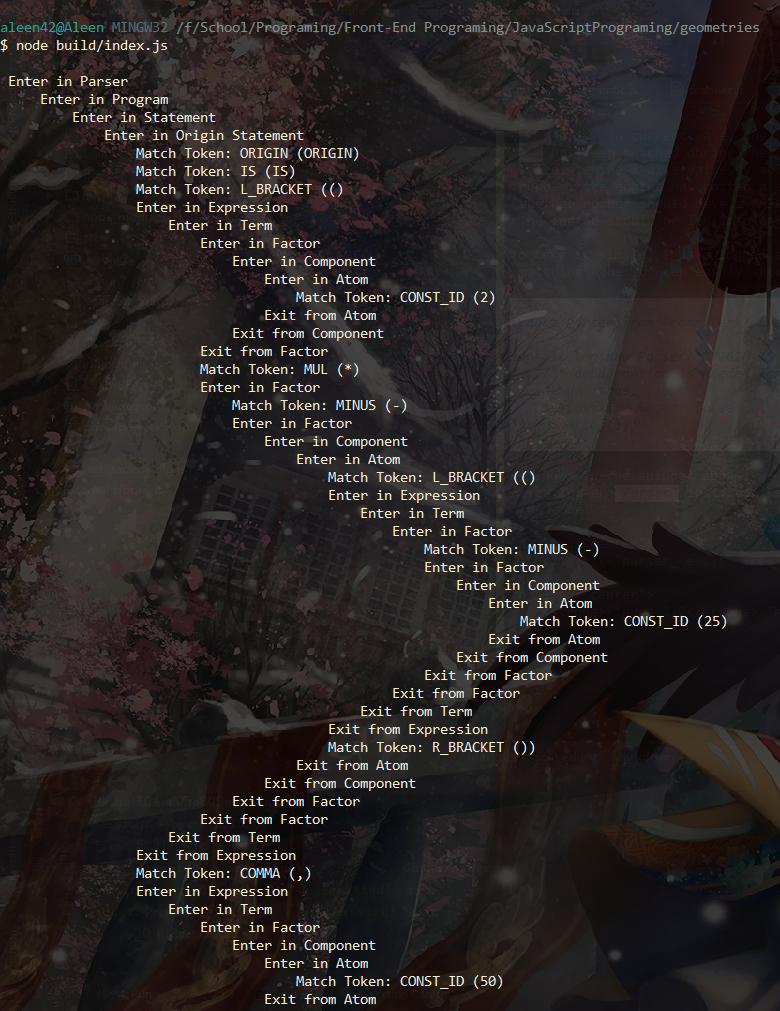 aleen42@Aleen MINGW32 /f/School/Programing/Front-End Programing/JavaScriptPrograming/geometries
$ node build/index.js
Enter in Parser
Enter in Program
Enter in Statement
Enter in Origin Statement
Match Token: ORIGIN (ORIGIN)
Match Token: IS (IS)
Match Token: L_BRACKET (()
Enter in Expression
Enter in Term
Enter in Factor
Enter in Component
Enter in Atom
Match Token: CONST_ID (2)
Exit from Atom
Exit from Component
Exit from Factor
Match Token: MUL (*)
Enter in Factor
Match Token: MINUS (-)
Enter in Factor
Enter in Component
Enter in Atom
Match Token: L_BRACKET (()
Enter in Expression
Enter in Term
Enter in Factor
Match Token: MINUS (-)
Enter in Factor
Enter in Component
Enter in Atom
Match Token: CONST_ID (25)
Exit from Atom
Exit from Component
Exit from Factor
Exit from Factor
Exit from Term
Exit from Expression
Match Token: R_BRACKET ())
Exit from Atom
Exit from Component
Exit from Factor
Exit from Factor
Exit from Term
Exit from Expression
Match Token: COMMA (,)
Enter in Expression
Enter in Term
Enter in Factor
Enter in Component
Enter in Atom
Match Token: CONST_ID (50)
Exit from Atom